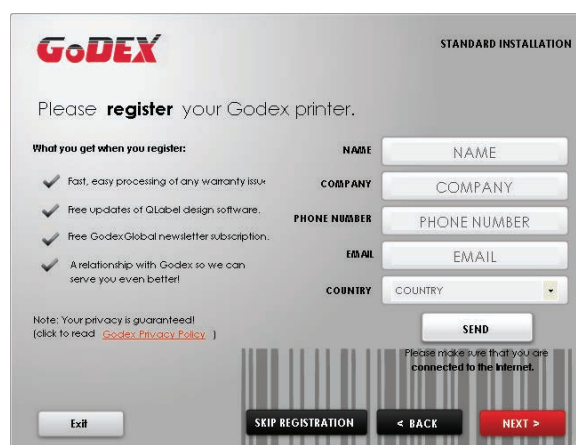 GoDEX
STANDARD INSTALLATION
Please register your Godex printer.
What you get when you register:
Fast, easy processing of any warranty issu
Free updates of QLabel design software.
Free GodexGlobal newsletter subscription.
A relationship with Godex so we can
serve you even better!
Note: Your privacy is guaranteed!
(click to read Godex Privacy Policy )
NAME NAME
COMPANY COMPANY
PHONE NUMBER PHONE NUMBER
EMAIL EMAIL
COUNTRY COUNTRY
SEND
Please make sure that you are
connected to the Internet.
Exit
SKIP REGISTRATION
< BACK
NEXT >